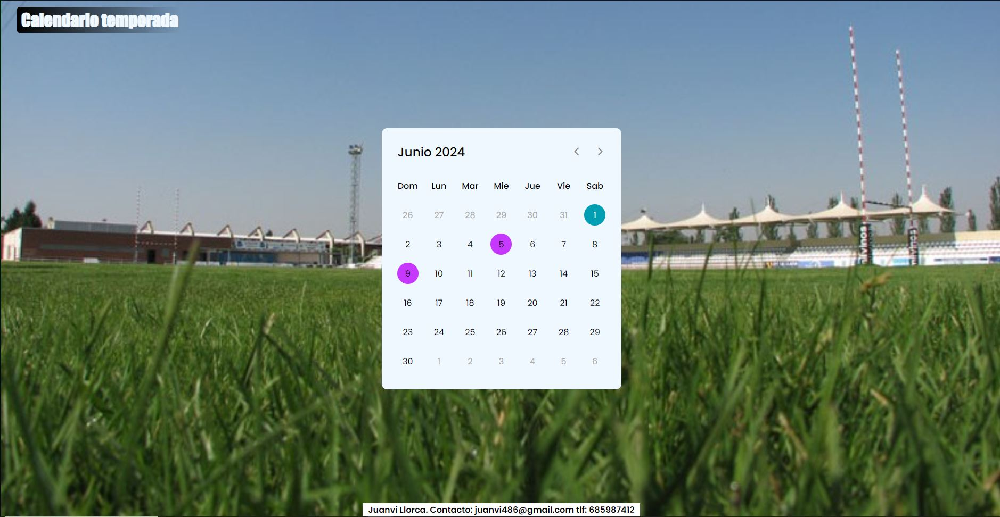 Calendario temporada
Junio 2024
Dom Lun Mar Mie Jue Vie Sab
26 27 28 29 30 31 1
2 3 4 5 6 7 8
9 10 11 12 13 14 15
16 17 18 19 20 21 22
23 24 25 26 27 28 29
30 1 2 3 4 5 6
Juanvi Llorca. Contacto: juanvi486@gmail.com tlf: 685987412